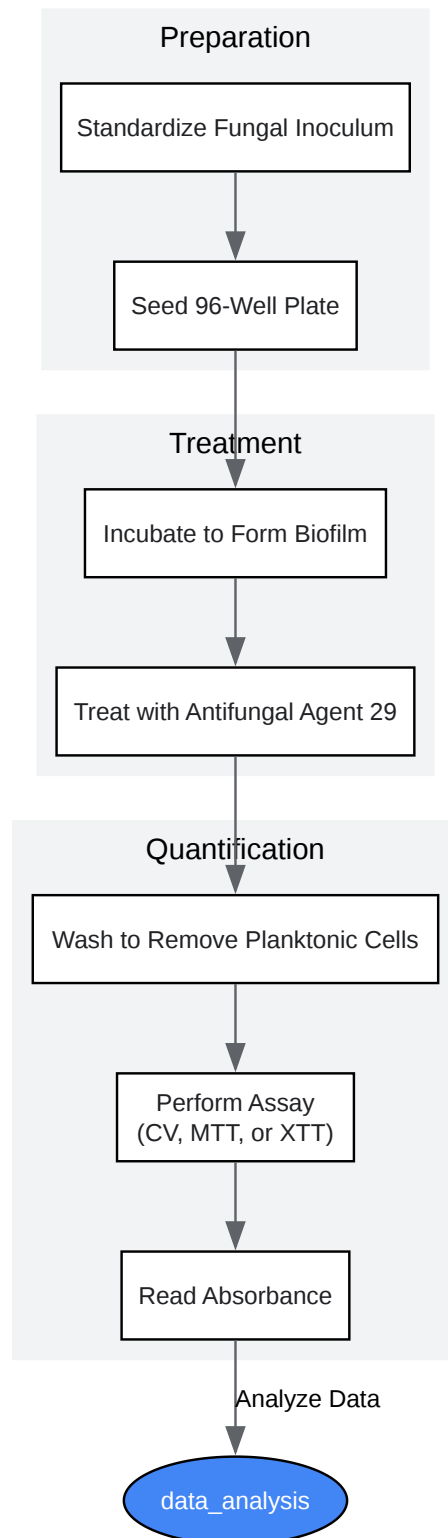 Preparation
Standardize Fungal Inoculum
Seed 96-Well Plate
Treatment
Incubate to Form Biofilm
Treat with Antifungal Agent 29
Quantification
Wash to Remove Planktonic Cells
Perform Assay
(CV, MTT, or XTT)
Read Absorbance
Analyze Data
data_analysis